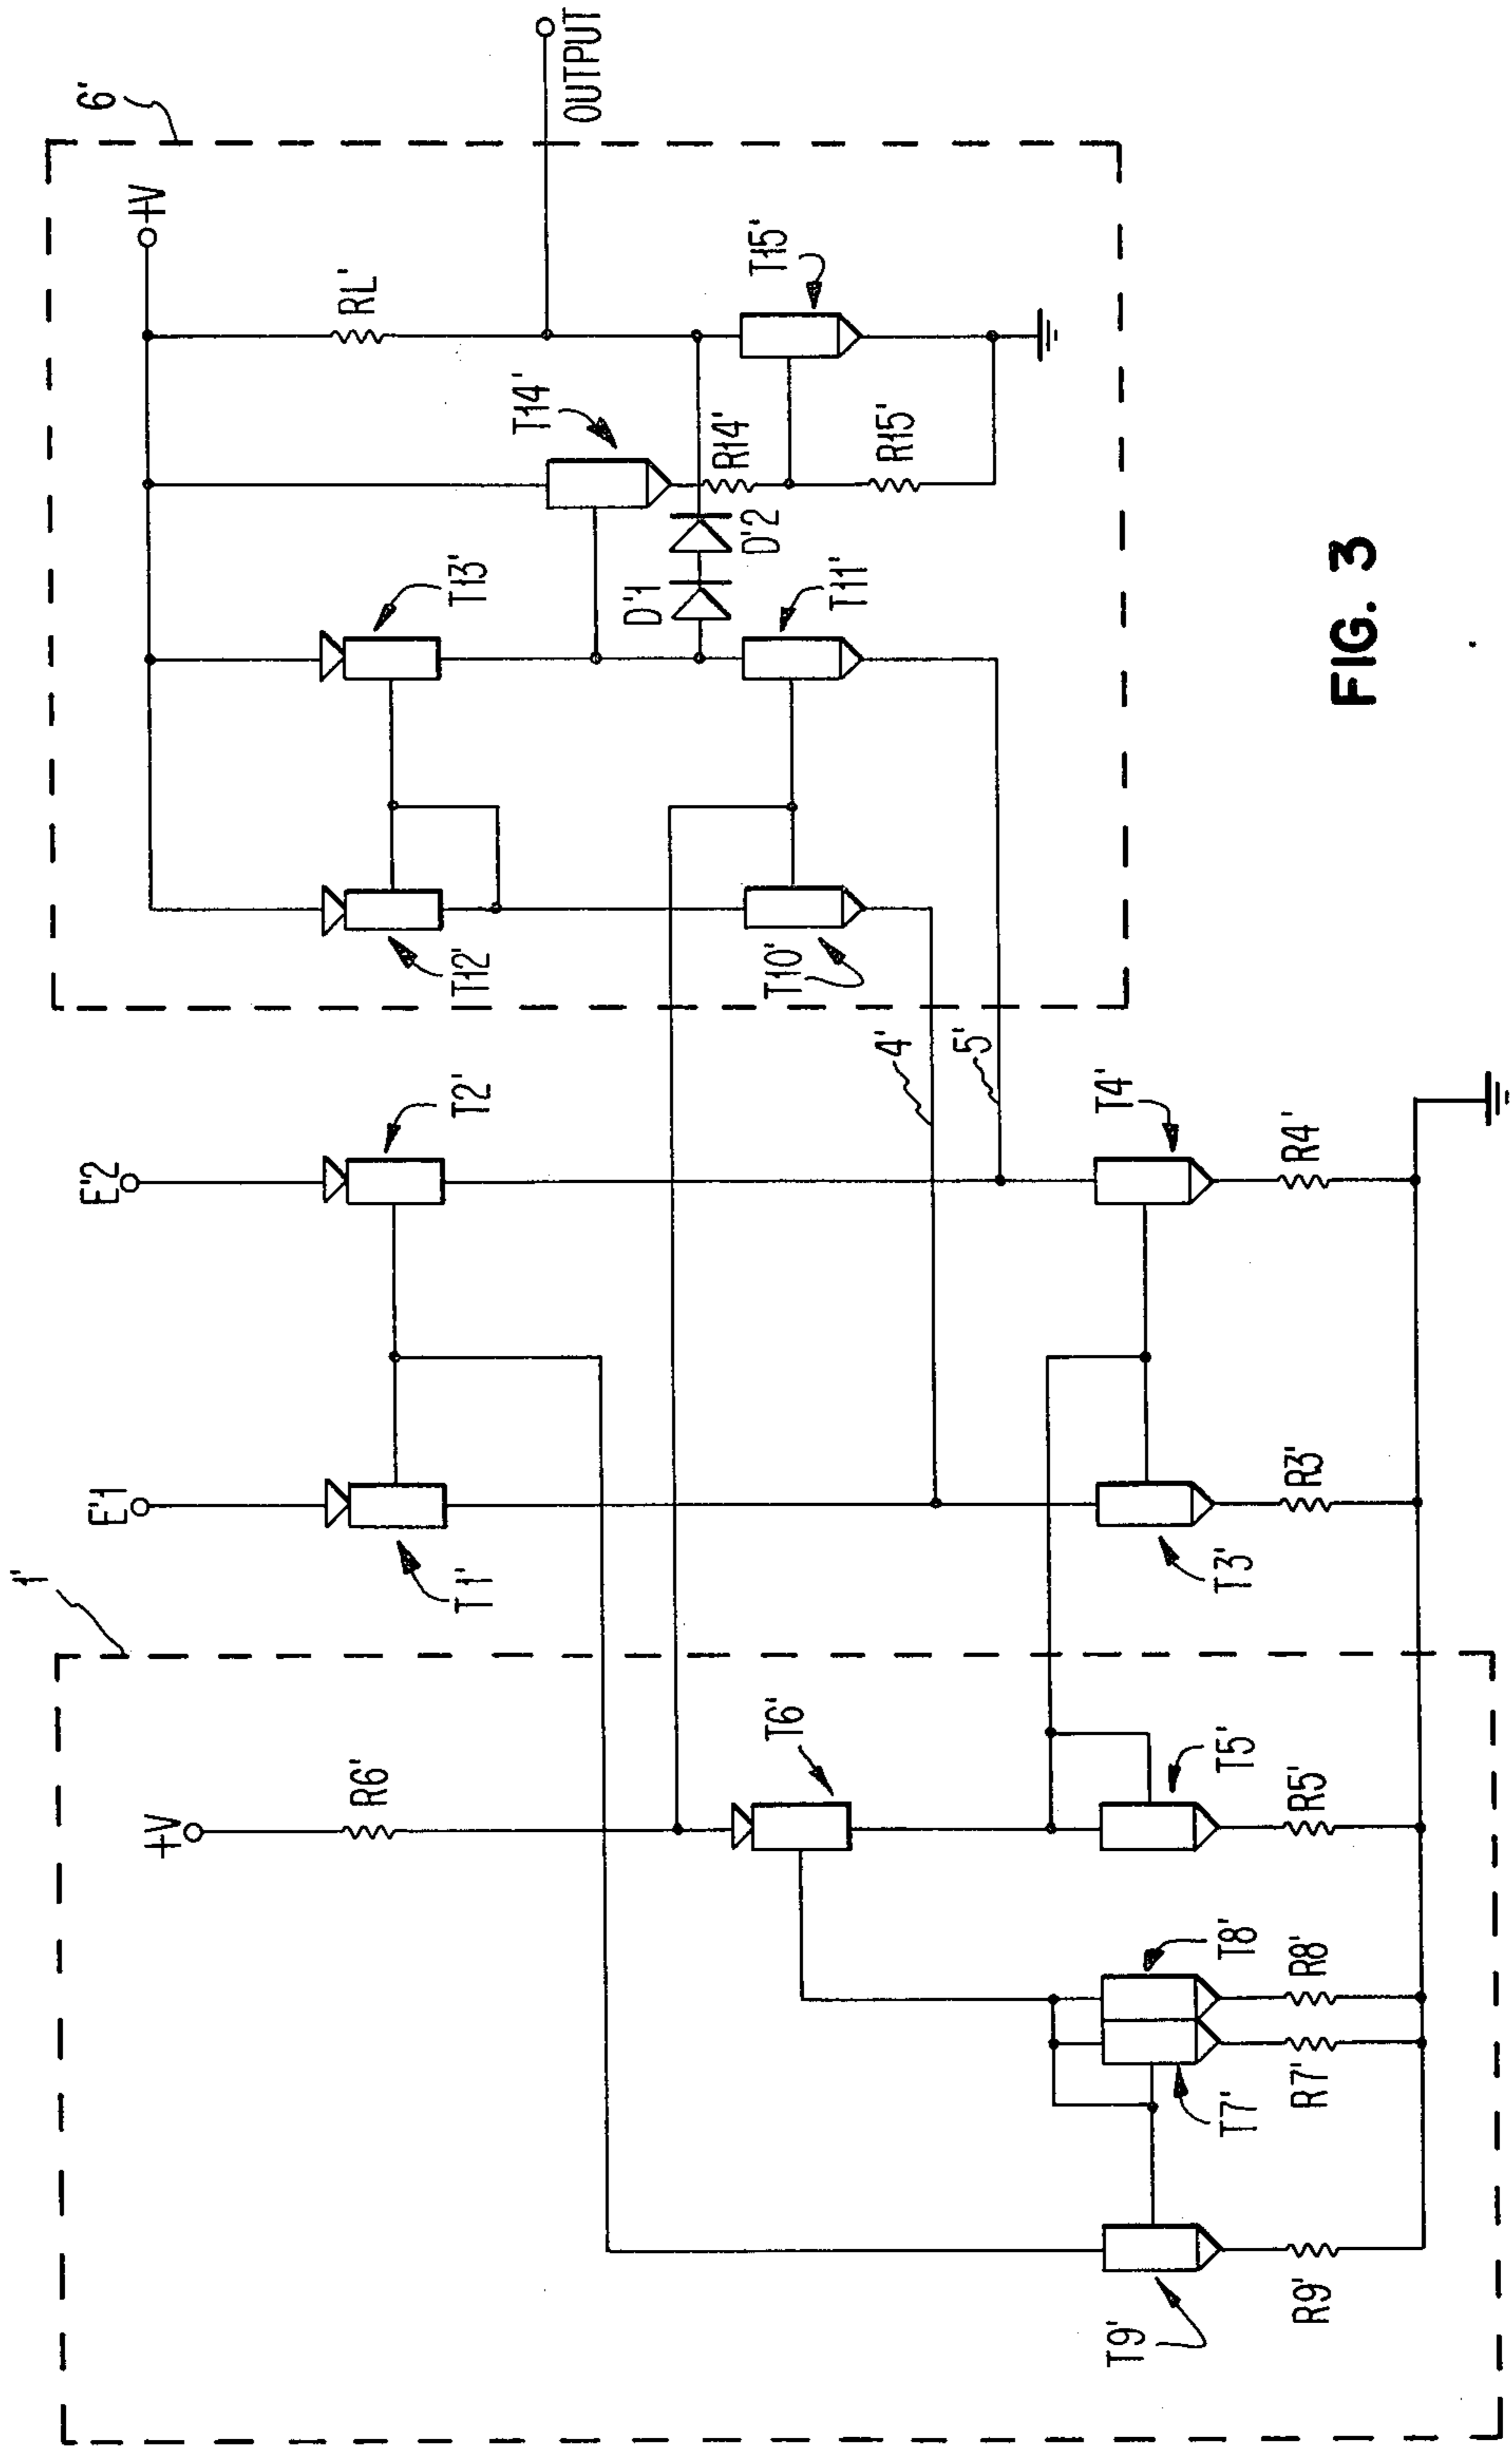 1'
+V
R6'
T6'
T5'
R5'
T8'
R8'
T7'
R7'
T9'
R9'
E'1
E'2
T1'
T2'
T3'
R3'
T4'
R4'
4'
5'
6'
+V
T12'
T13'
T10'
T11'
D'1
D'2
T14'
R14'
R15'
RL'
T15'
OUTPUT
FIG. 3